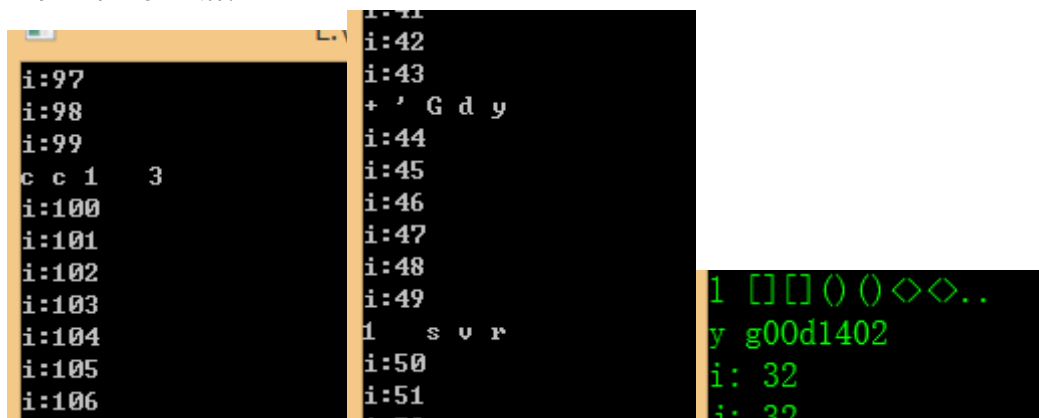 i:97
i:98
i:99
c c 1   3
i:100
i:101
i:102
i:103
i:104
i:105
i:106
i:42
i:43
+ ' G d y
i:44
i:45
i:46
i:47
i:48
i:49
1   s v r
i:50
i:51
1 [][]()()<><>..
y g00d1402
i: 32